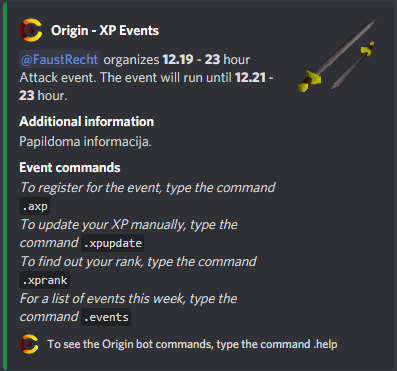 Origin - XP Events
@FaustRecht organizes 12.19 - 23 hour
Attack event. The event will run until 12.21 -
23 hour.
Additional information
Papildoma informacija.
Event commands
To register for the event, type the command
.axp
To update your XP manually, type the
command .xpupdate
To find out your rank, type the command
.xprank
For a list of events this week, type the
command .events
To see the Origin bot commands, type the command .help